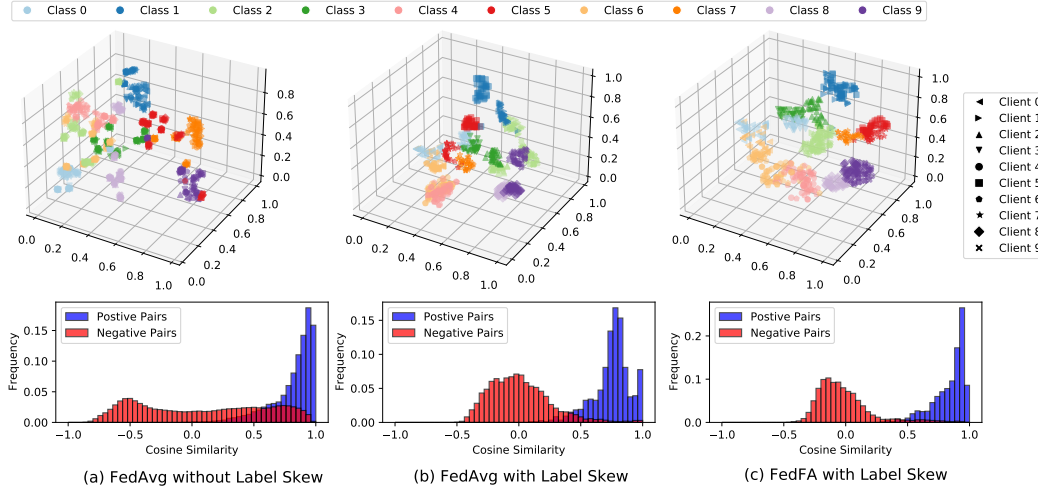 Class 0 Class 1 Class 2 Class 3 Class 4 Class 5 Class 6 Class 7 Class 8 Class 9
0.0 0.2 0.4 0.6 0.8 1.0
0.0 0.2 0.4 0.6 0.8 1.0
0.0 0.2 0.4 0.6 0.8
0.0 0.2 0.4 0.6 0.8 1.0
0.0 0.2 0.4 0.6 0.8 1.0
0.0 0.2 0.4 0.6 0.8 1.0
0.0 0.2 0.4 0.6 0.8 1.0
0.0 0.2 0.4 0.6 0.8 1.0
0.0 0.2 0.4 0.6 0.8 1.0
Client 0
Client 1
Client 2
Client 3
Client 4
Client 5
Client 6
Client 7
Client 8
Client 9
Postive Pairs
Negative Pairs
Frequency
0.15
0.10
0.05
0.00
−1.0 −0.5 0.0 0.5 1.0
Cosine Similarity
(a) FedAvg without Label Skew
Postive Pairs
Negative Pairs
Frequency
0.15
0.10
0.05
0.00
−1.0 −0.5 0.0 0.5 1.0
Cosine Similarity
(b) FedAvg with Label Skew
Postive Pairs
Negative Pairs
Frequency
0.2
0.1
0.0
−1.0 −0.5 0.0 0.5 1.0
Cosine Similarity
(c) FedFA with Label Skew